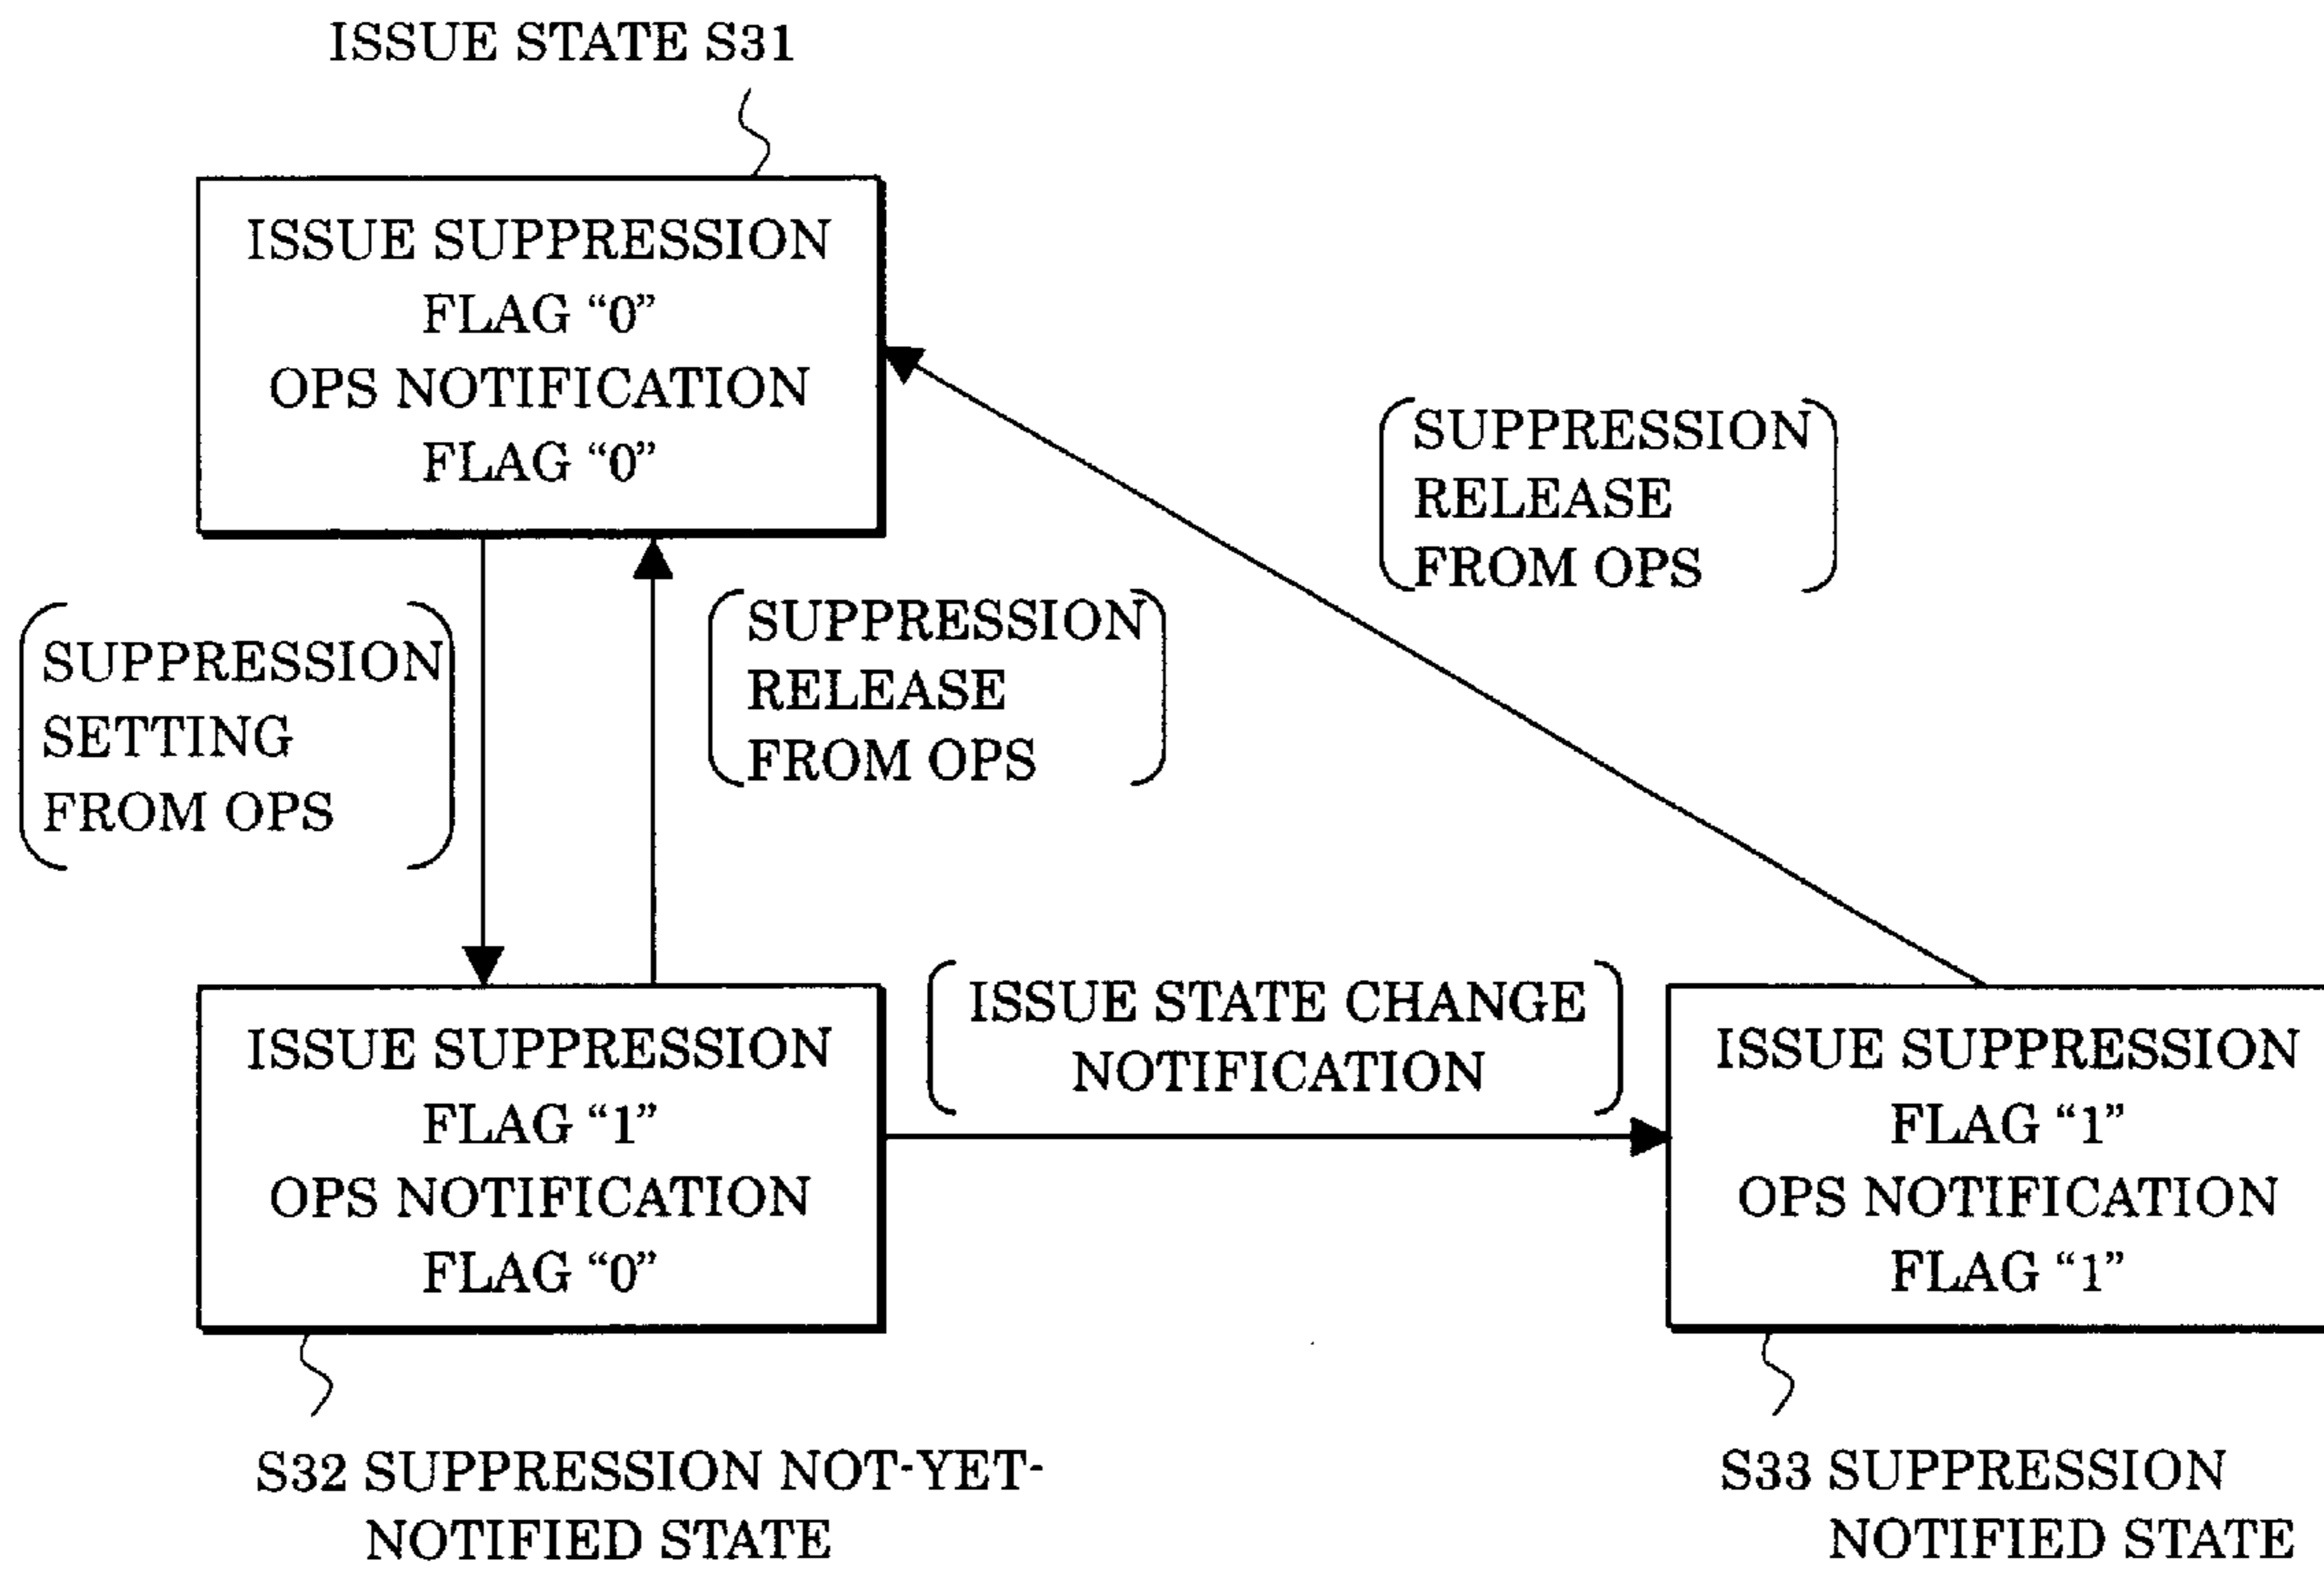 ISSUE STATE S31
ISSUE SUPPRESSION
FLAG “0”
OPS NOTIFICATION
FLAG “0”
SUPPRESSION
SETTING
FROM OPS
SUPPRESSION
RELEASE
FROM OPS
SUPPRESSION
RELEASE
FROM OPS
ISSUE SUPPRESSION
FLAG “1”
OPS NOTIFICATION
FLAG “0”
ISSUE STATE CHANGE
NOTIFICATION
ISSUE SUPPRESSION
FLAG “1”
OPS NOTIFICATION
FLAG “1”
S32 SUPPRESSION NOT-YET-
NOTIFIED STATE
S33 SUPPRESSION
NOTIFIED STATE